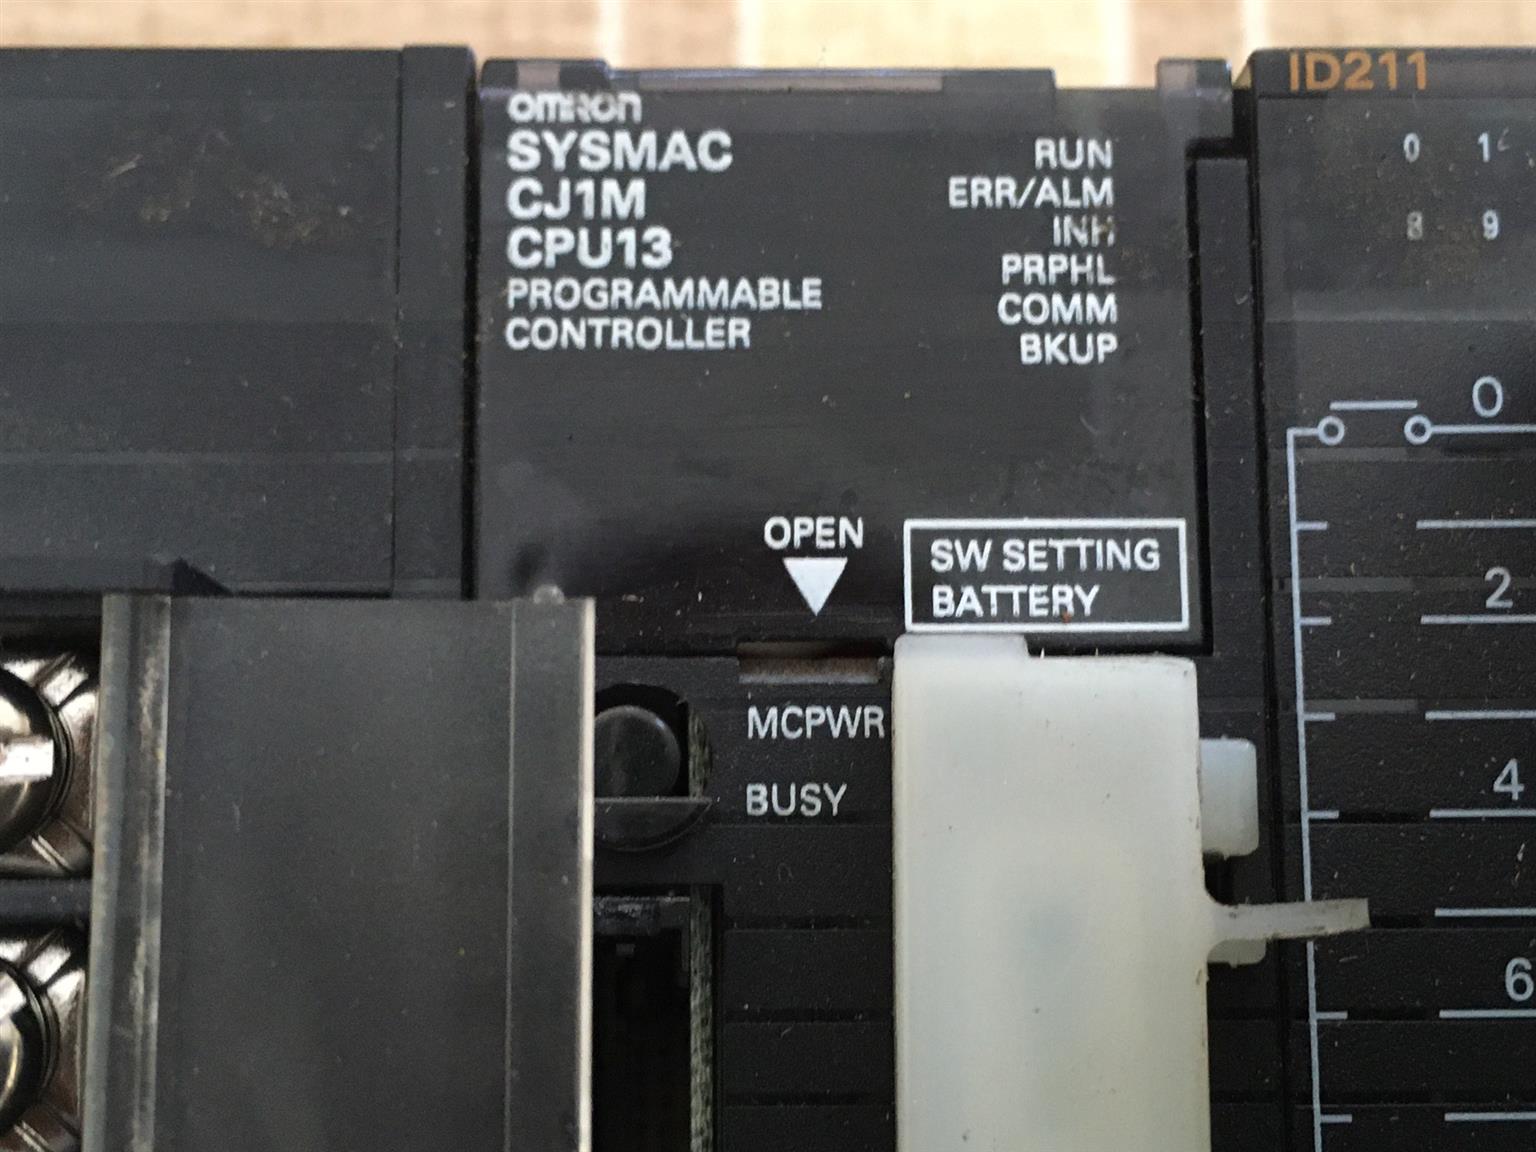 omron
SYSMAC
CJ1M
CPU13
PROGRAMMABLE
CONTROLLER
RUN
ERR/ALM
INH
PRPHL
COMM
BKUP
OPEN
SW SETTING
BATTERY
MCPWR
BUSY
ID211
0 1
8 9
0
2
4
6